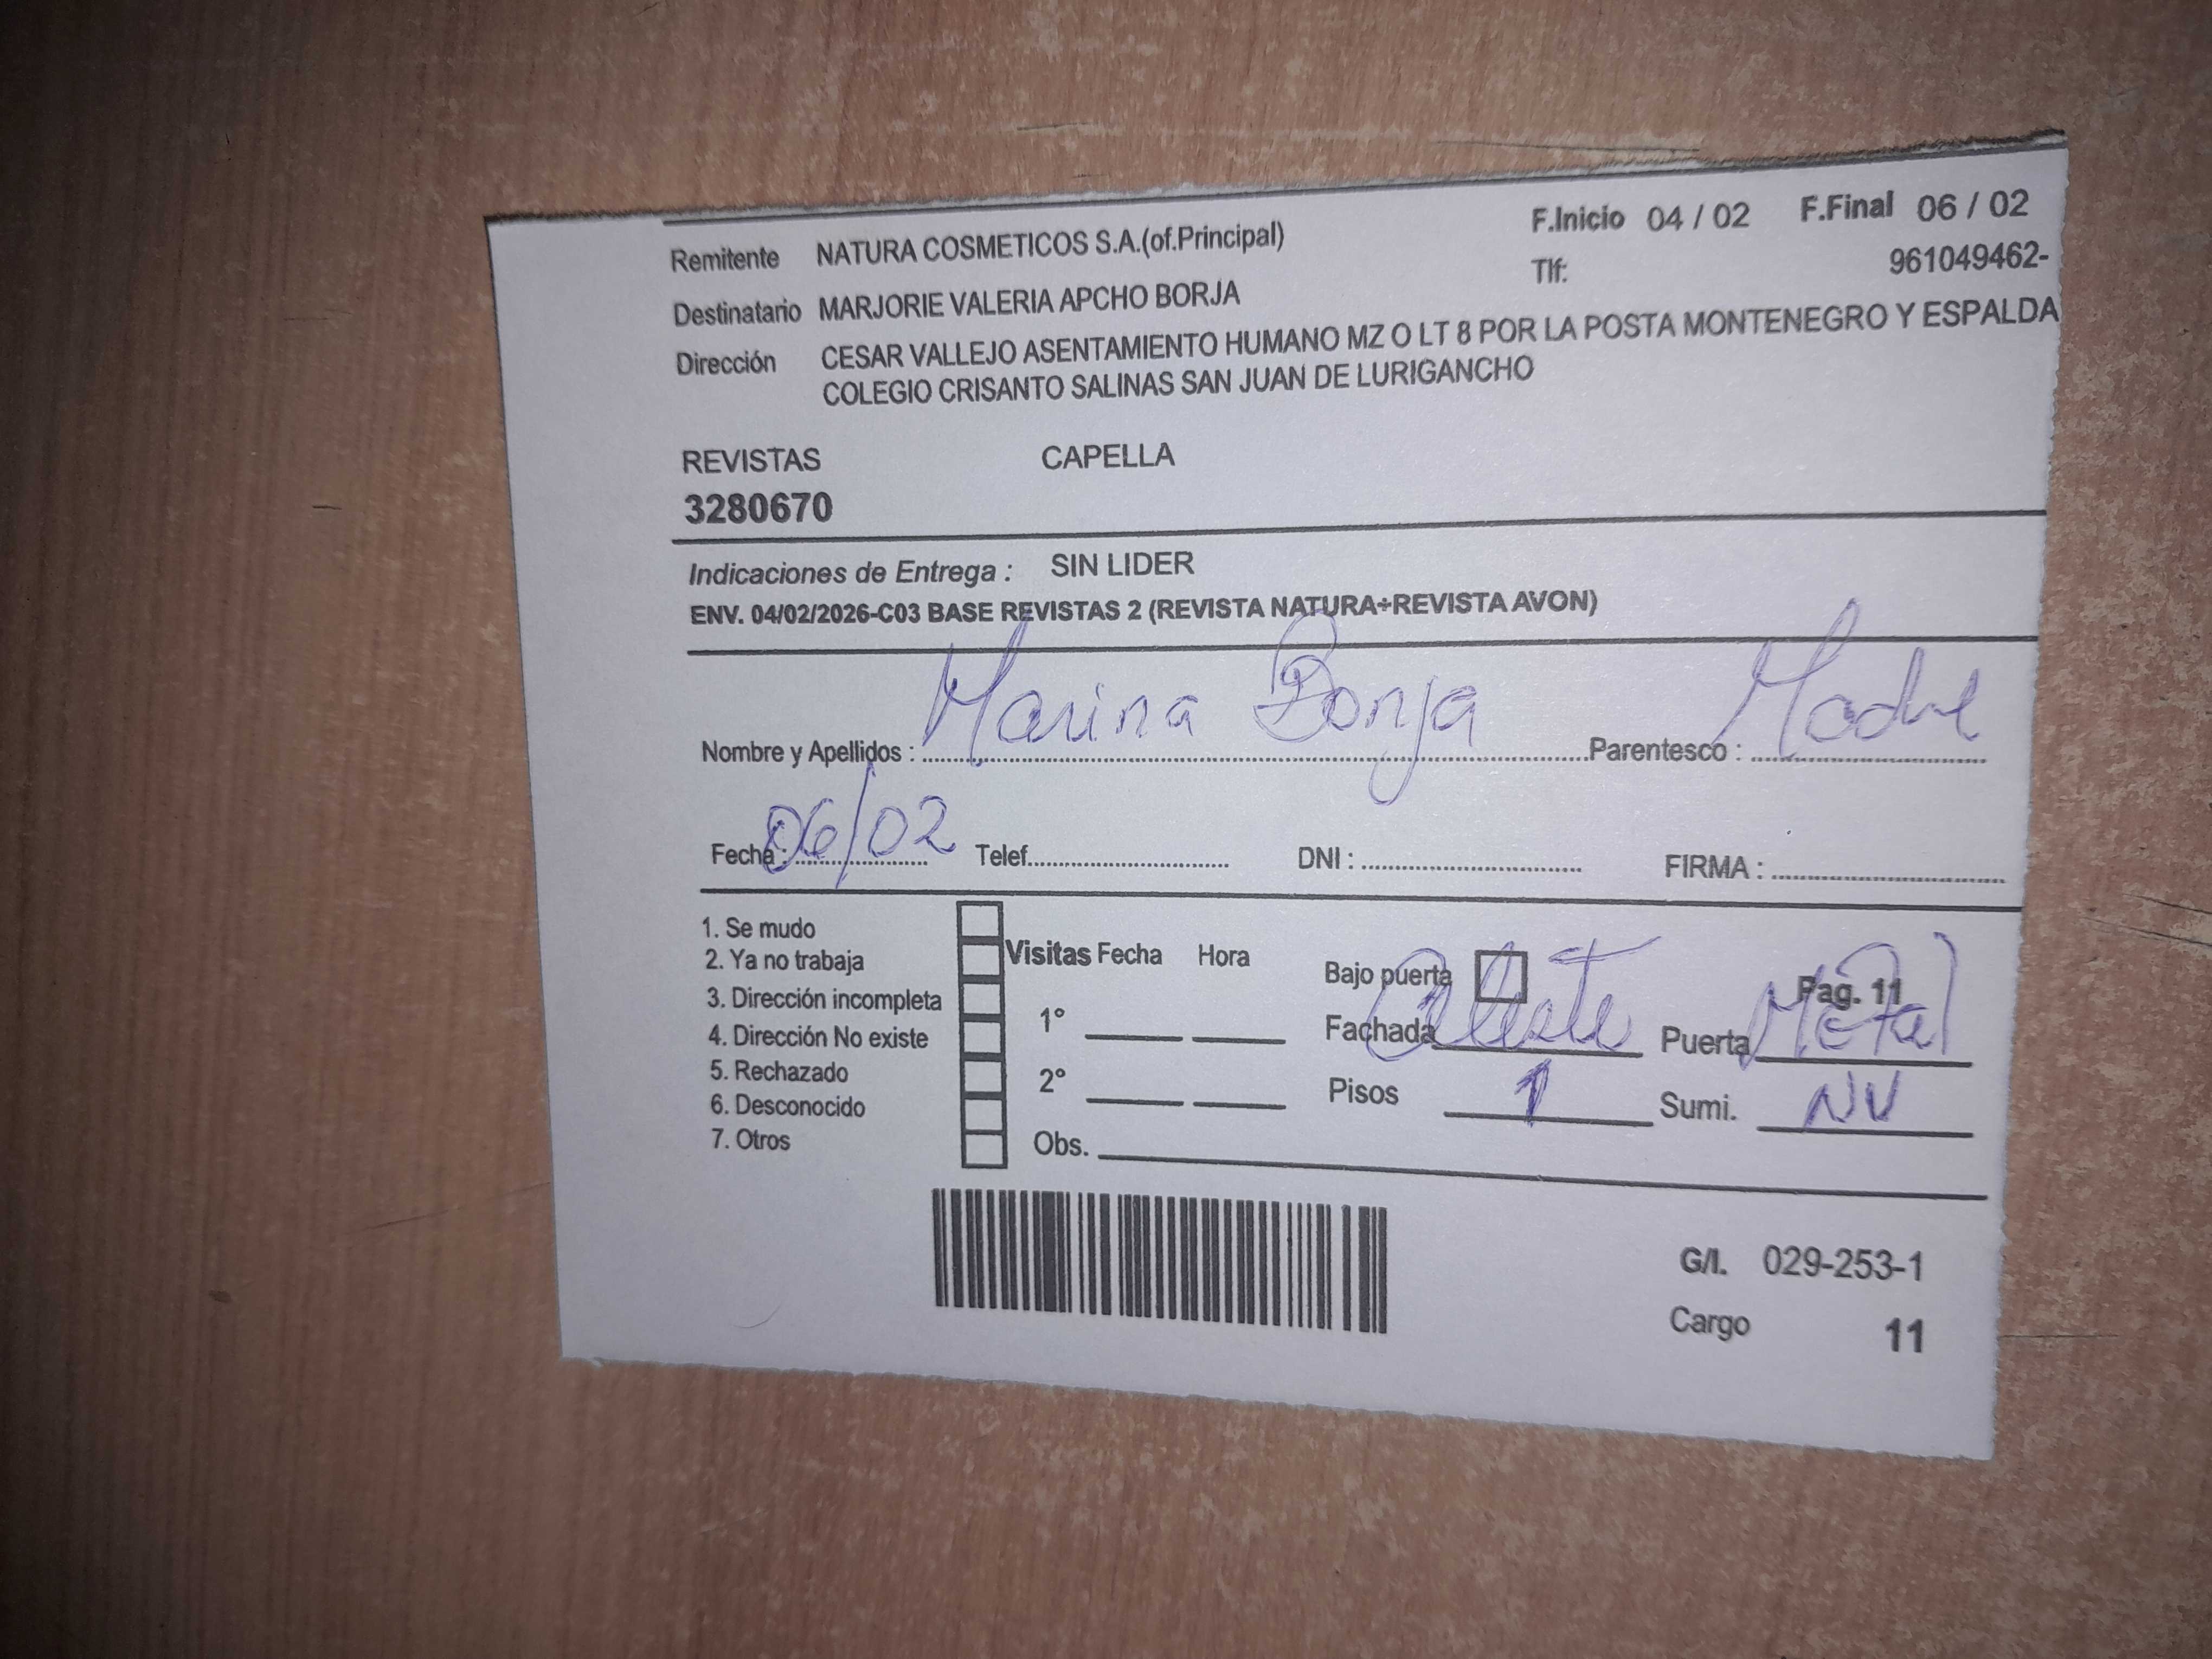 Remitente NATURA COSMETICOS S.A.(of.Principal) F.Inicio 04 / 02 F.Final 06 / 02
Tlf: 961049462-
Destinatario MARJORIE VALERIA APCHO BORJA
Dirección CESAR VALLEJO ASENTAMIENTO HUMANO MZ O LT 8 POR LA POSTA MONTENEGRO Y ESPALDA
COLEGIO CRISANTO SALINAS SAN JUAN DE LURIGANCHO
REVISTAS CAPELLA
3280670
Indicaciones de Entrega : SIN LIDER
ENV. 04/02/2026-C03 BASE REVISTAS 2 (REVISTA NATURA+REVISTA AVON)
Nombre y Apellidos : Marina Borja Parentesco : Madre
Fecha : 06/02 Telef. DNI : FIRMA :
1. Se mudo
2. Ya no trabaja
3. Dirección incompleta
4. Dirección No existe
5. Rechazado
6. Desconocido
7. Otros
Visitas Fecha Hora
1°
2°
Obs.
Bajo puerta Pag. 11
Fachada Celeste Puerta Metal
Pisos 1 Sumi. NV
G/I. 029-253-1
Cargo 11